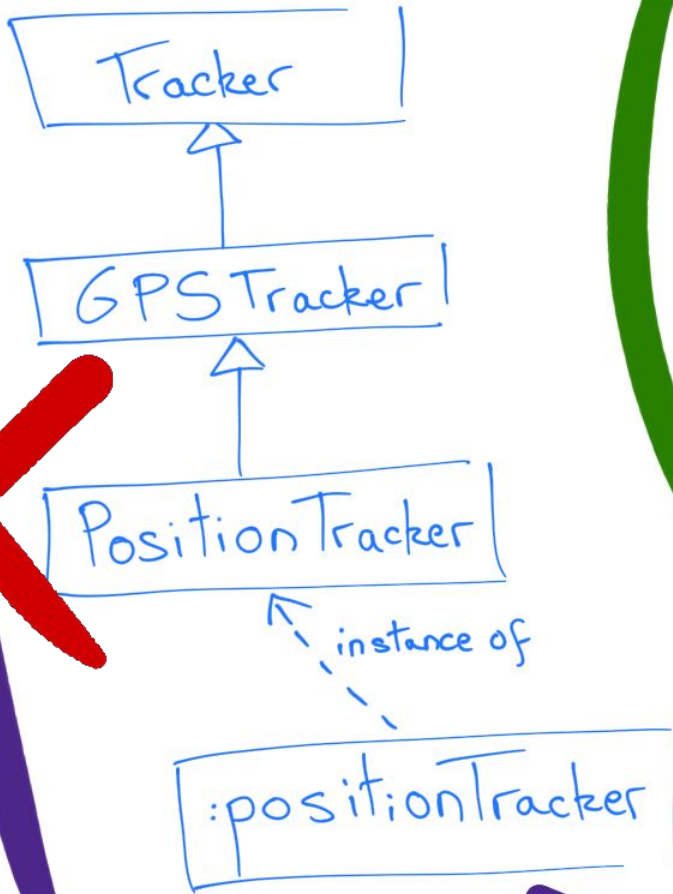 Tracker
GPSTracker
PositionTracker
instance of
:positionTracker